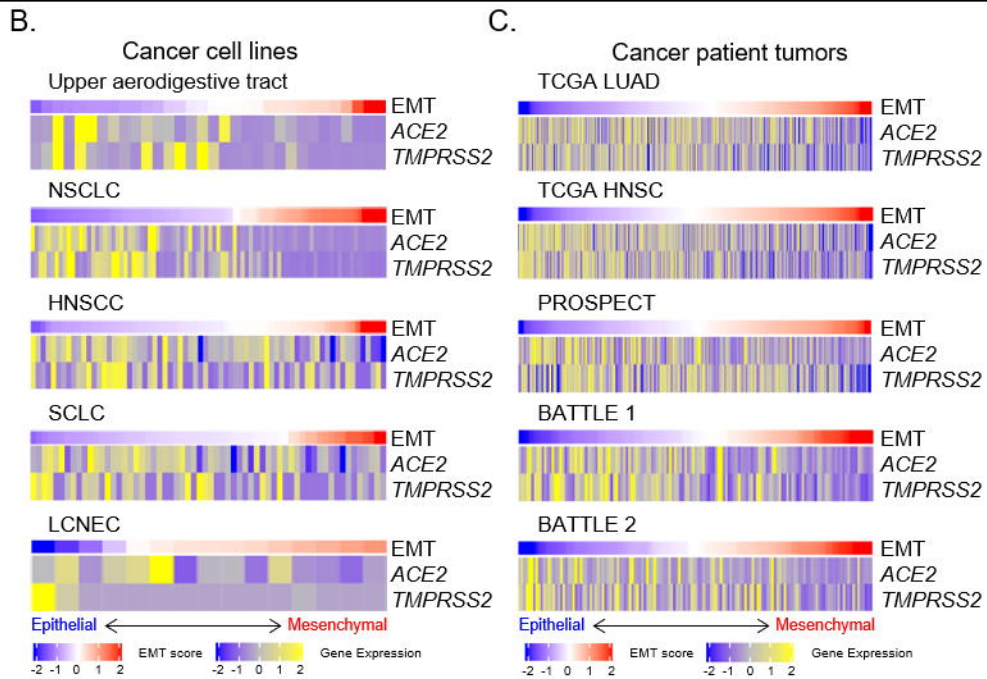 B.
Cancer cell lines
Upper aerodigestive tract
EMT
ACE2
TMPRSS2
NSCLC
EMT
ACE2
TMPRSS2
HNSCC
EMT
ACE2
TMPRSS2
SCLC
EMT
ACE2
TMPRSS2
LCNEC
EMT
ACE2
TMPRSS2
Epithelial Mesenchymal
-2 -1 0 1 2 EMT score -2 -1 0 1 2 Gene Expression
C.
Cancer patient tumors
TCGA LUAD
EMT
ACE2
TMPRSS2
TCGA HNSC
EMT
ACE2
TMPRSS2
PROSPECT
EMT
ACE2
TMPRSS2
BATTLE 1
EMT
ACE2
TMPRSS2
BATTLE 2
EMT
ACE2
TMPRSS2
Epithelial Mesenchymal
-2 -1 0 1 2 EMT score -2 -1 0 1 2 Gene Expression